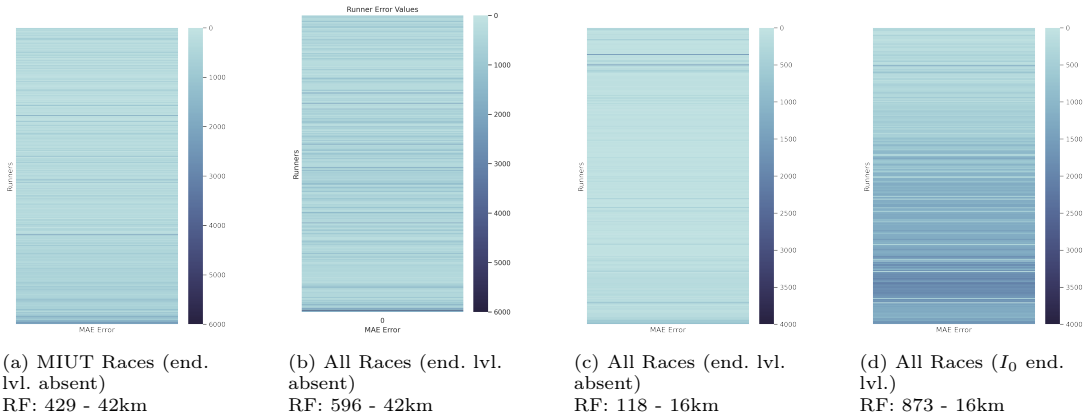 0
1000
2000
3000
4000
5000
6000
Runners
MAE Error
Runner Error Values
0
1000
2000
3000
4000
5000
6000
Runners
0
MAE Error
0
500
1000
1500
2000
2500
3000
3500
4000
Runners
MAE Error
0
500
1000
1500
2000
2500
3000
3500
4000
Runners
MAE Error
(a) MIUT Races (end.
lvl. absent)
RF: 429 - 42km
(b) All Races (end. lvl.
absent)
RF: 596 - 42km
(c) All Races (end. lvl.
absent)
RF: 118 - 16km
(d) All Races (I₀ end.
lvl.)
RF: 873 - 16km